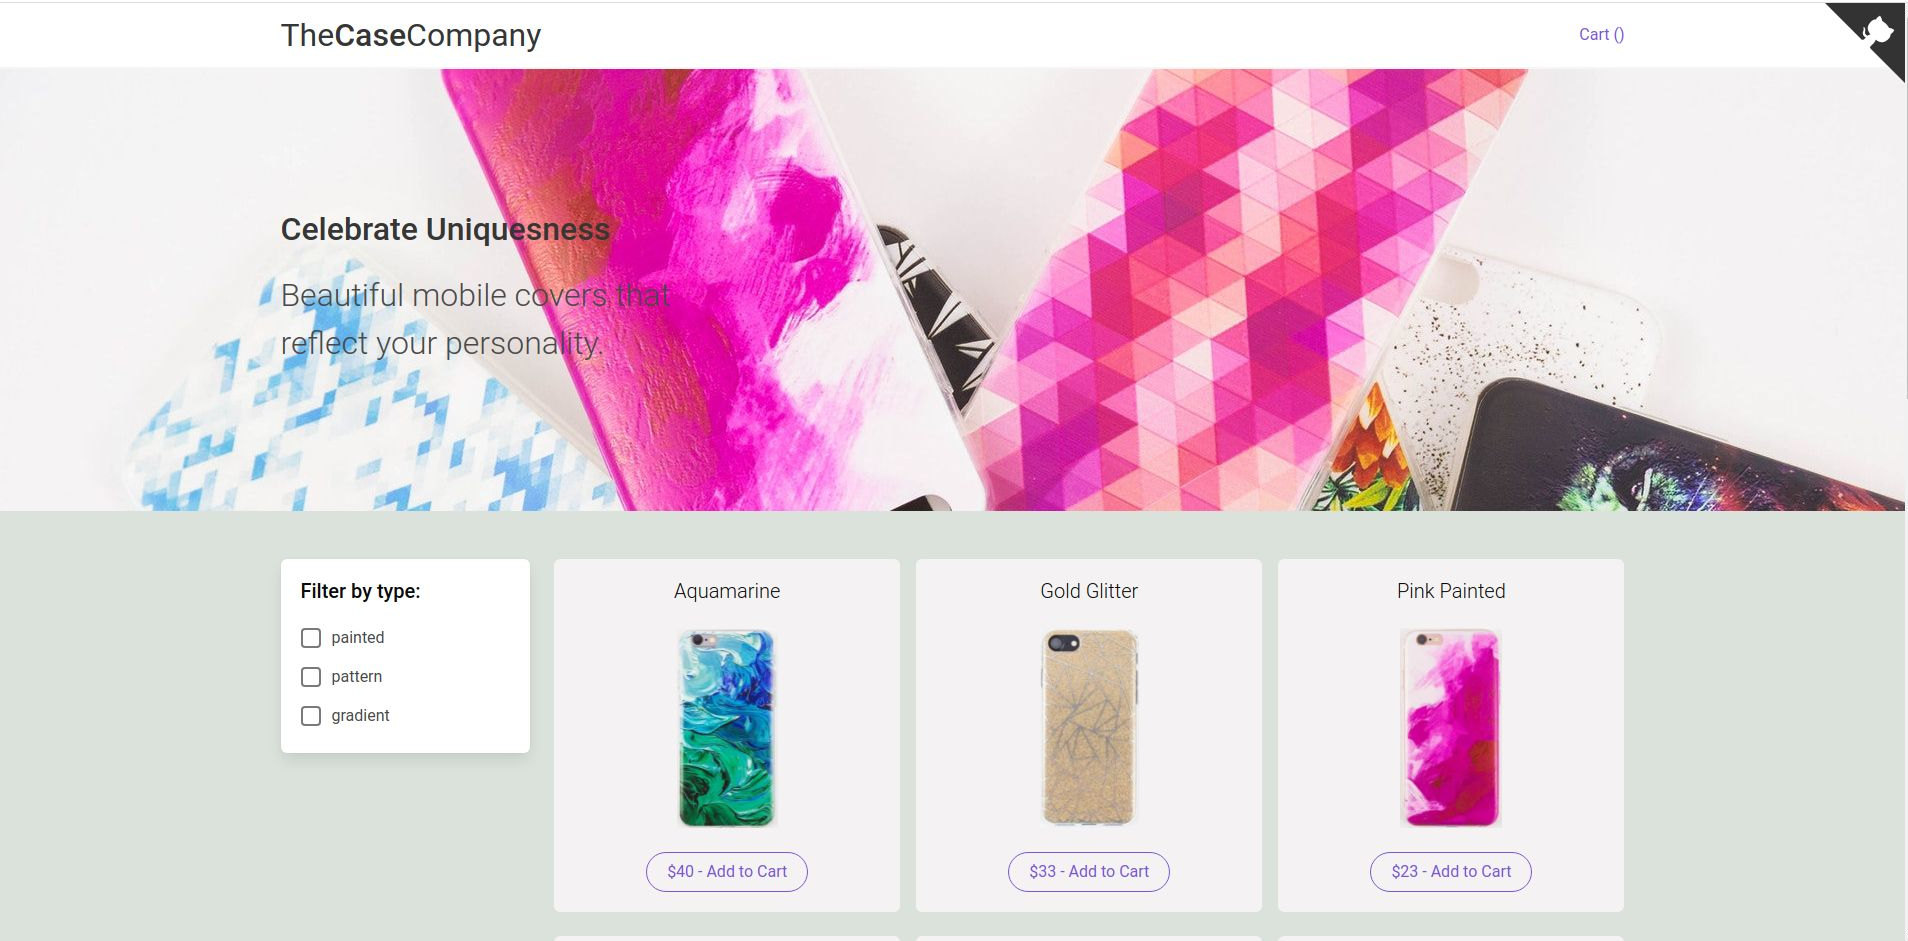 TheCaseCompany
Cart ()
Celebrate Uniquesness
Beautiful mobile covers that
reflect your personality.
Filter by type:
painted
pattern
gradient
Aquamarine
$40 - Add to Cart
Gold Glitter
$33 - Add to Cart
Pink Painted
$23 - Add to Cart